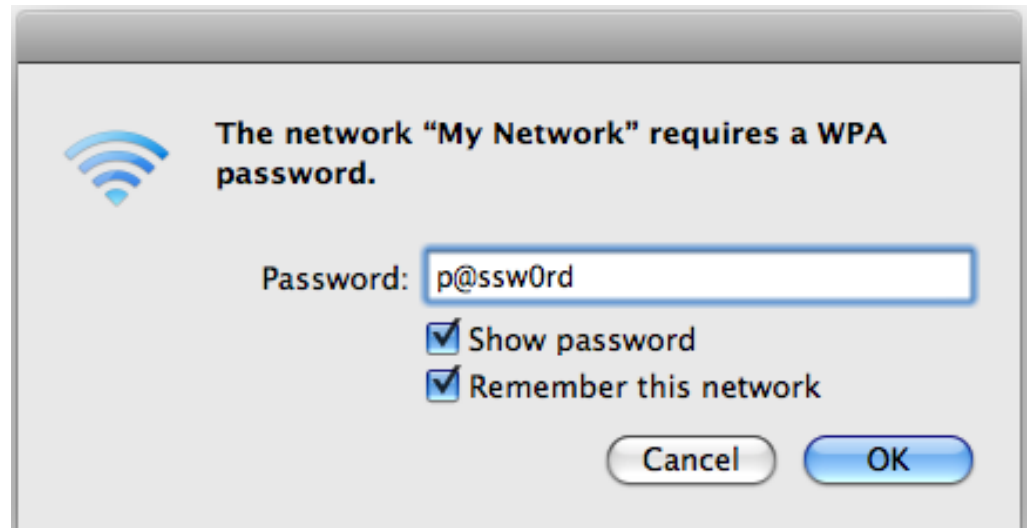 The network “My Network” requires a WPA
password.
Password: p@ssw0rd
Show password
Remember this network
Cancel OK